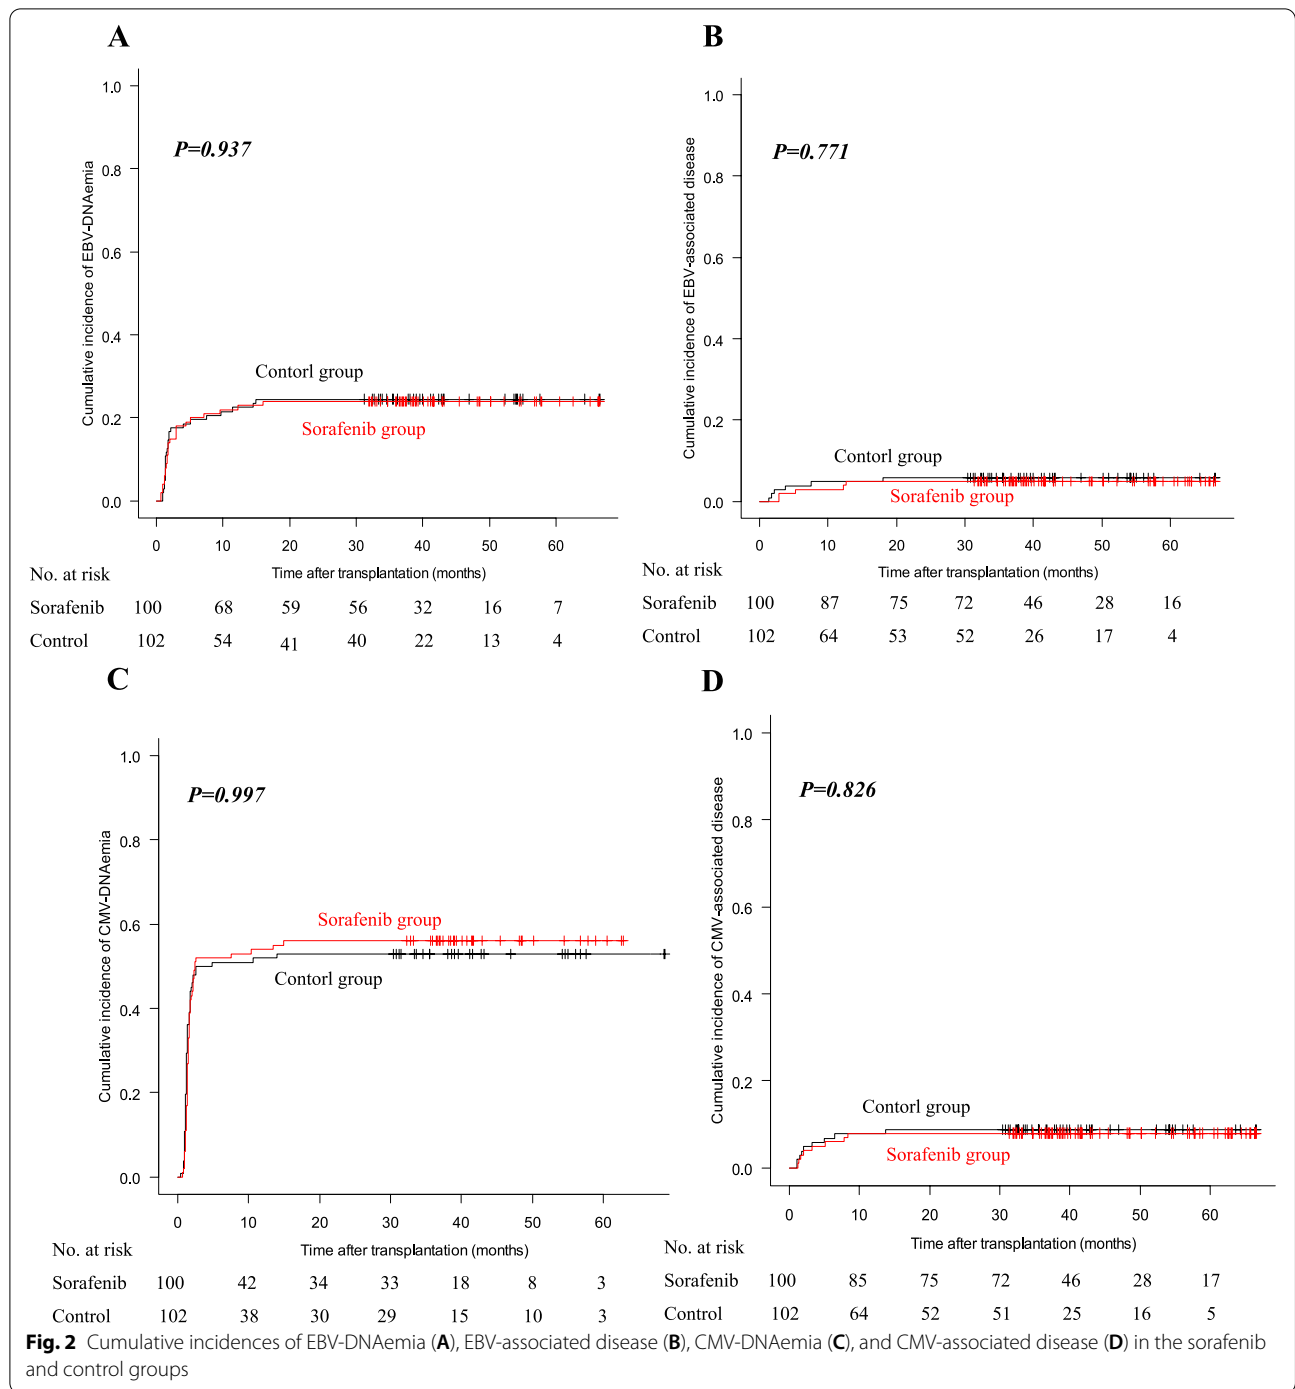 A
1.0
0.8
0.6
0.4
0.2
0.0
Cumulative incidence of EBV-DNAemia
P=0.937
Contorl group
Sorafenib group
0 10 20 30 40 50 60
Time after transplantation (months)
No. at risk
Sorafenib 100 68 59 56 32 16 7
Control 102 54 41 40 22 13 4
B
1.0
0.8
0.6
0.4
0.2
0.0
Cumulative incidence of EBV-associated disease
P=0.771
Contorl group
Sorafenib group
0 10 20 30 40 50 60
Time after transplantation (months)
No. at risk
Sorafenib 100 87 75 72 46 28 16
Control 102 64 53 52 26 17 4
C
1.0
0.8
0.6
0.4
0.2
0.0
Cumulative incidence of CMV-DNAemia
P=0.997
Sorafenib group
Contorl group
0 10 20 30 40 50 60
Time after transplantation (months)
No. at risk
Sorafenib 100 42 34 33 18 8 3
Control 102 38 30 29 15 10 3
D
1.0
0.8
0.6
0.4
0.2
0.0
Cumulative incidence of CMV-associated disease
P=0.826
Contorl group
Sorafenib group
0 10 20 30 40 50 60
Time after transplantation (months)
No. at risk
Sorafenib 100 85 75 72 46 28 17
Control 102 64 52 51 25 16 5
Fig. 2 Cumulative incidences of EBV-DNAemia (A), EBV-associated disease (B), CMV-DNAemia (C), and CMV-associated disease (D) in the sorafenib
and control groups